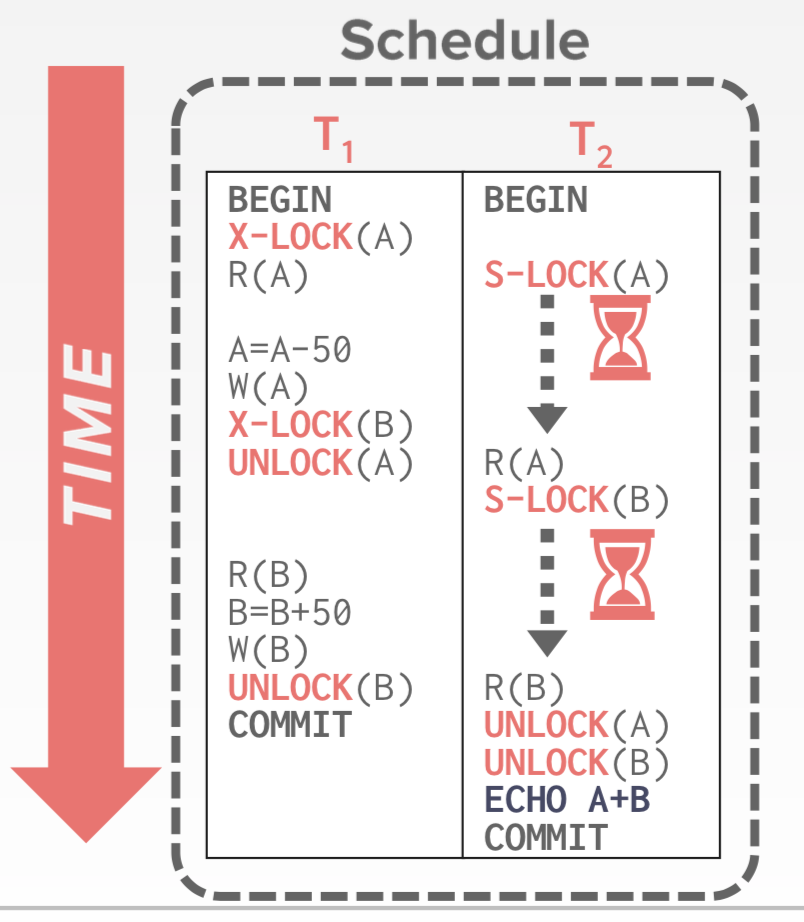 Schedule
TIME
T1
BEGIN
X-LOCK(A)
R(A)
A=A-50
W(A)
X-LOCK(B)
UNLOCK(A)
R(B)
B=B+50
W(B)
UNLOCK(B)
COMMIT
T2
BEGIN
S-LOCK(A)
R(A)
S-LOCK(B)
R(B)
UNLOCK(A)
UNLOCK(B)
ECHO A+B
COMMIT